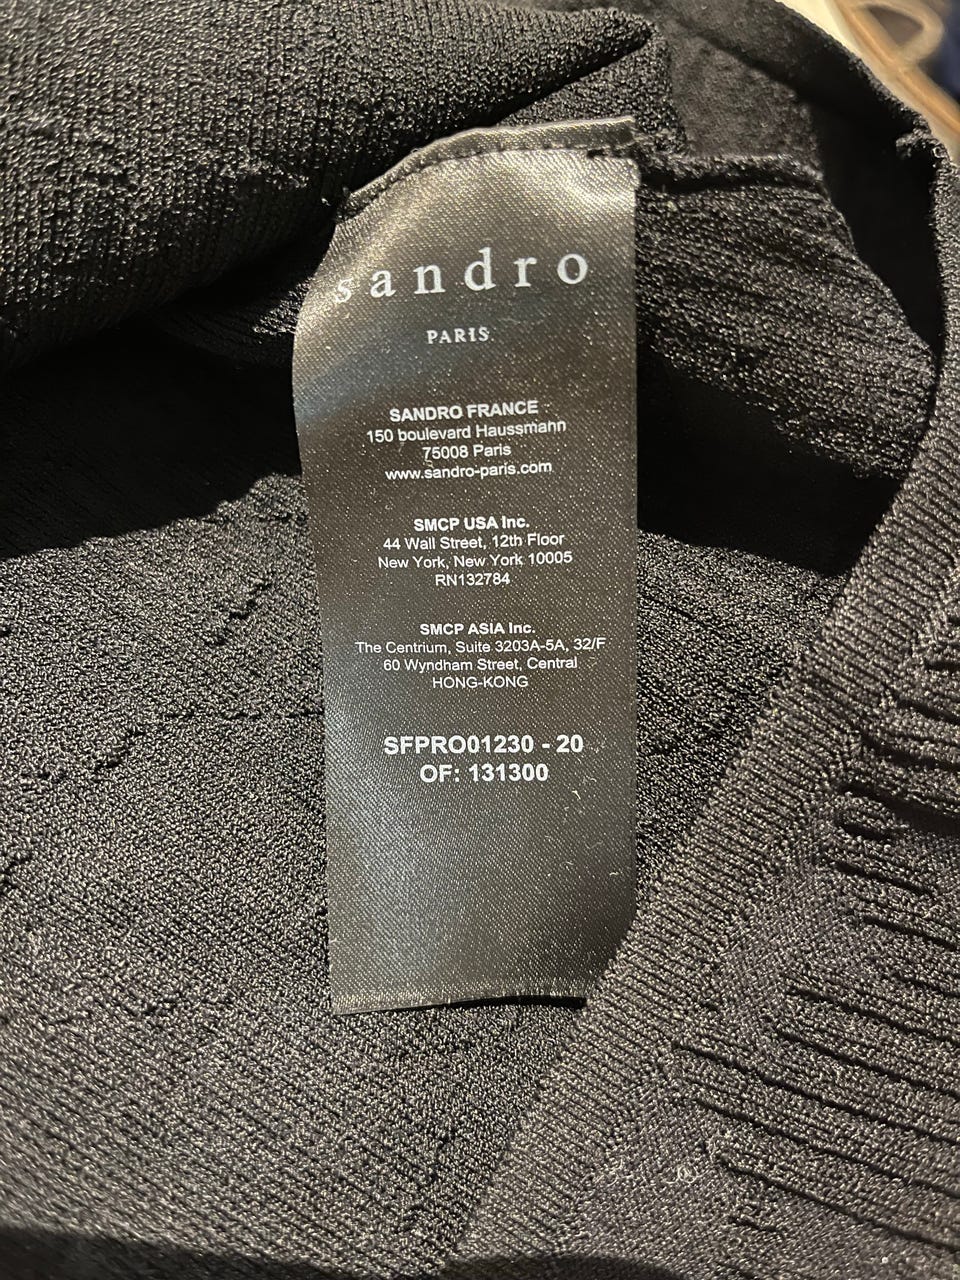 sandro
PARIS
SANDRO FRANCE
150 boulevard Haussmann
75008 Paris
www.sandro-paris.com
SMCP USA Inc.
44 Wall Street, 12th Floor
New York, New York 10005
RN132784
SMCP ASIA Inc.
The Centrium, Suite 3203A-5A, 32/F
60 Wyndham Street, Central
HONG-KONG
SFPRO01230 - 20
OF: 131300